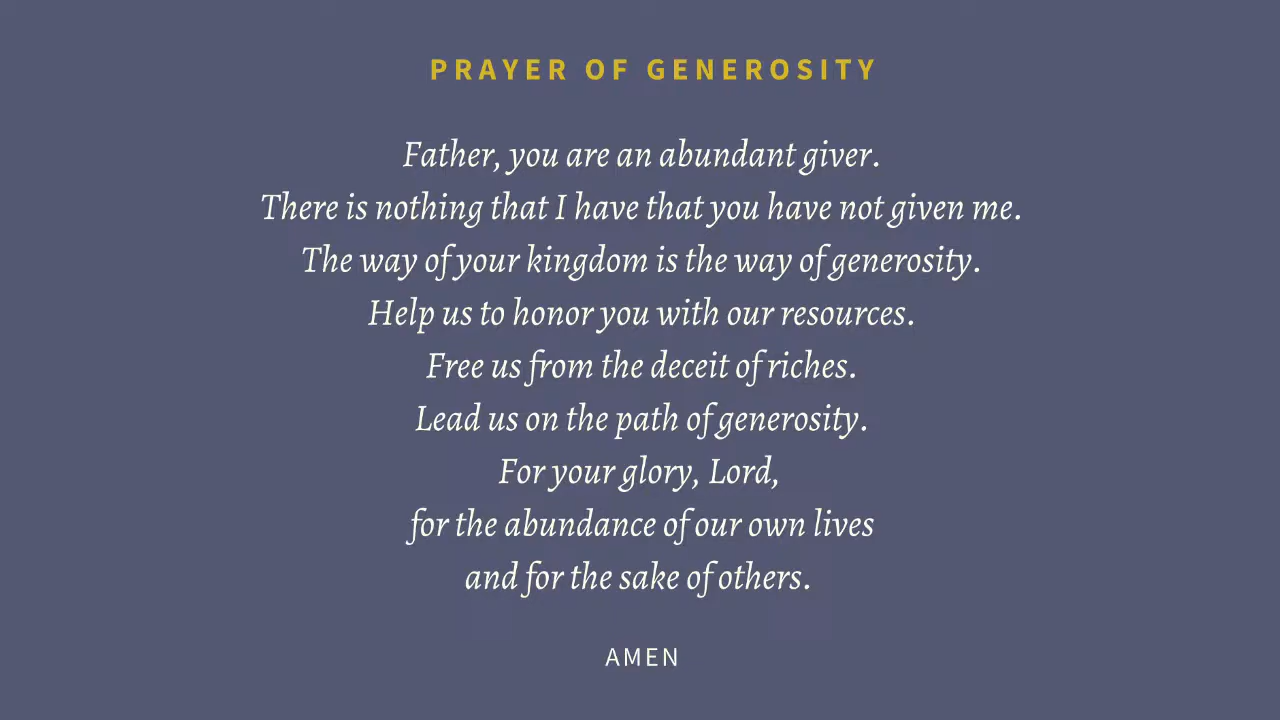 PRAYER OF GENEROSITY
Father, you are an abundant giver.
There is nothing that I have that you have not given me.
The way of your kingdom is the way of generosity.
Help us to honor you with our resources.
Free us from the deceit of riches.
Lead us on the path of generosity.
For your glory, Lord,
for the abundance of our own lives
and for the sake of others.
AMEN